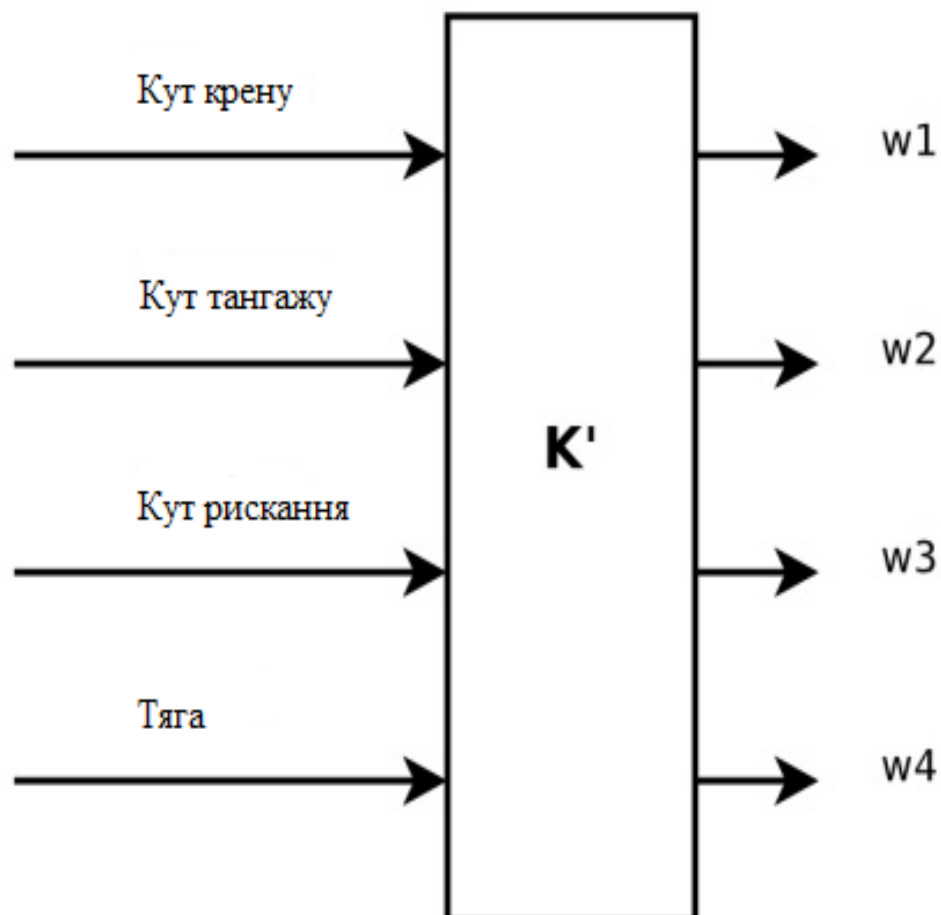 Кут крену
w1
Кут тангажу
w2
K'
Кут рискання
w3
Тяга
w4